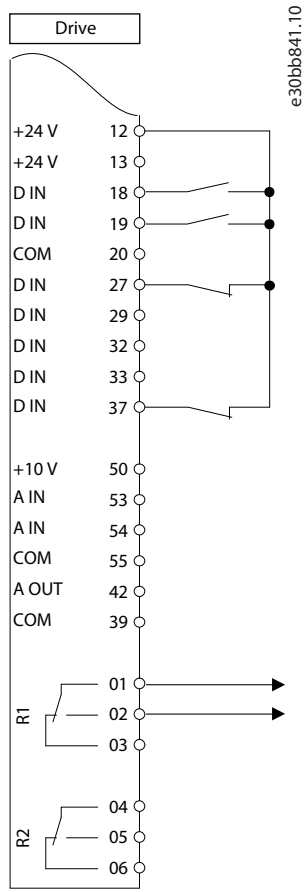 Drive
e30bb841.10
+24 V 12
+24 V 13
D IN 18
D IN 19
COM 20
D IN 27
D IN 29
D IN 32
D IN 33
D IN 37
+10 V 50
A IN 53
A IN 54
COM 55
A OUT 42
COM 39
R1
01
02
03
R2
04
05
06